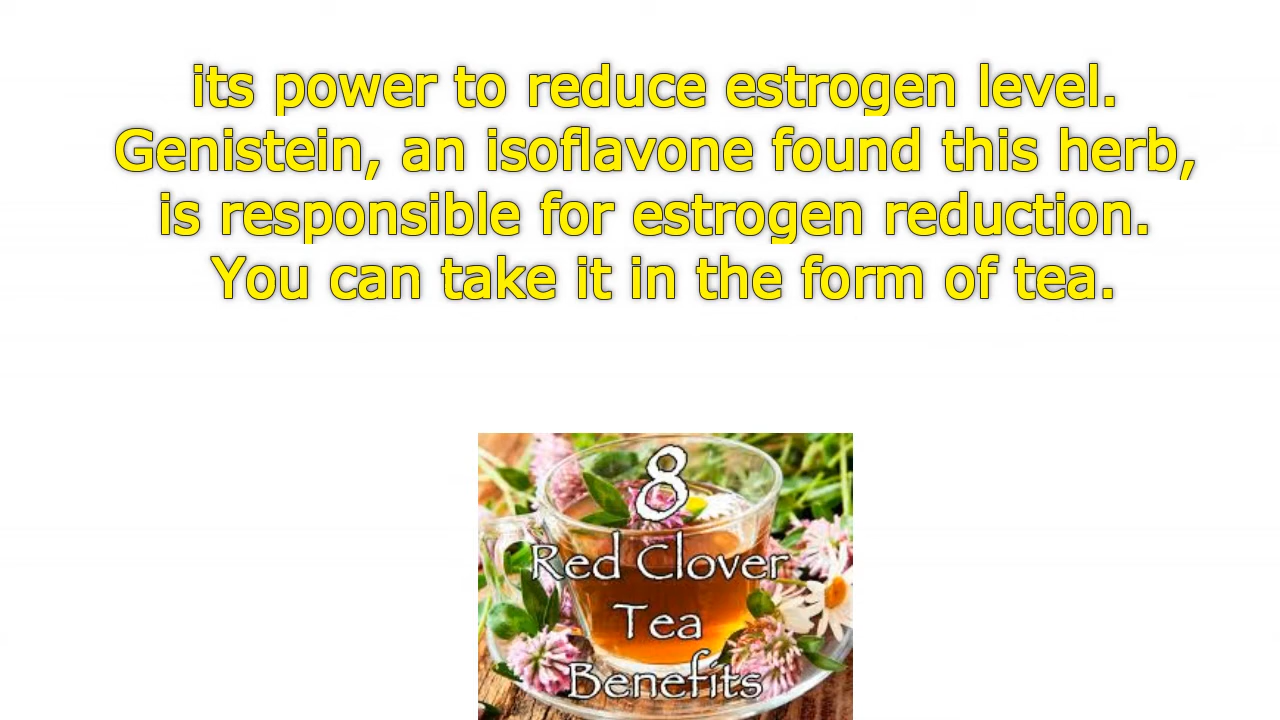 its power to reduce estrogen level.
Genistein, an isoflavone found this herb,
is responsible for estrogen reduction.
You can take it in the form of tea.
8
Red Clover
Tea
Benefits